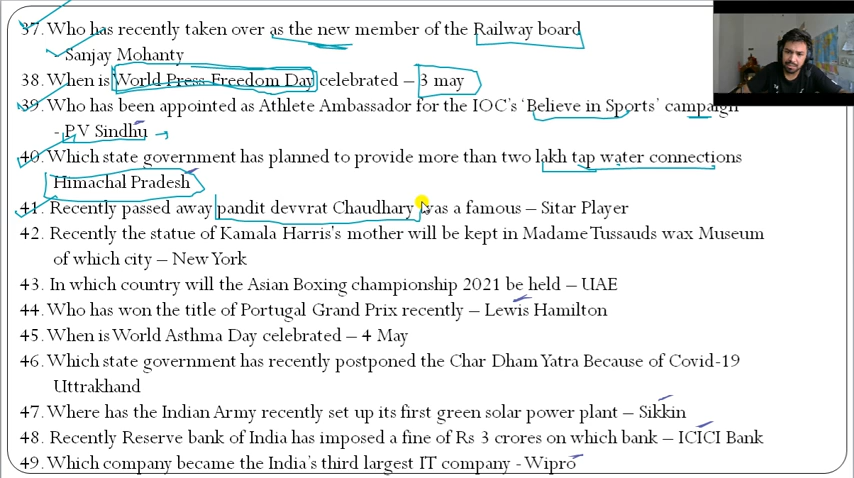 37. Who has recently taken over as the new member of the Railway board
- Sanjay Mohanty
38. When is World Press Freedom Day celebrated – 3 may
39. Who has been appointed as Athlete Ambassador for the IOC's 'Believe in Sports' campaign
- P.V Sindhu
40. Which state government has planned to provide more than two lakh tap water connections
Himachal Pradesh
41. Recently passed away pandit devvrat Chaudhary was a famous – Sitar Player
42. Recently the statue of Kamala Harris's mother will be kept in Madame Tussauds wax Museum
of which city – New York
43. In which country will the Asian Boxing championship 2021 be held – UAE
44. Who has won the title of Portugal Grand Prix recently – Lewis Hamilton
45. When is World Asthma Day celebrated – 4 May
46. Which state government has recently postponed the Char Dham Yatra Because of Covid-19
Uttrakhand
47. Where has the Indian Army recently set up its first green solar power plant – Sikkin
48. Recently Reserve bank of India has imposed a fine of Rs 3 crores on which bank – ICICI Bank
49. Which company became the India's third largest IT company - Wipro